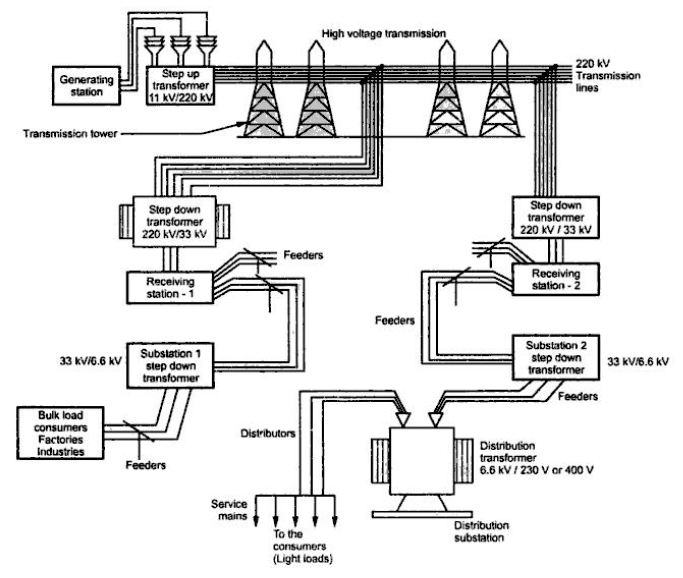 High voltage transmission
Generating
station
Step up
transformer
11 kV/220 kV
220 kV
Transmission
lines
Transmission tower
Step down
transformer
220 kV/33 kV
Step down
transformer
220 kV / 33 kV
Feeders
Receiving
station - 1
Receiving
station - 2
Feeders
33 kV/6.6 kV
Substation 1
step down
transformer
Substation 2
step down
transformer
33 kV/6.6 kV
Feeders
Bulk load
consumers
Factories
Industries
Feeders
Distributors
Distribution
transformer
6.6 kV / 230 V or 400 V
Service
mains
To the
consumers
(Light loads)
Distribution
substation